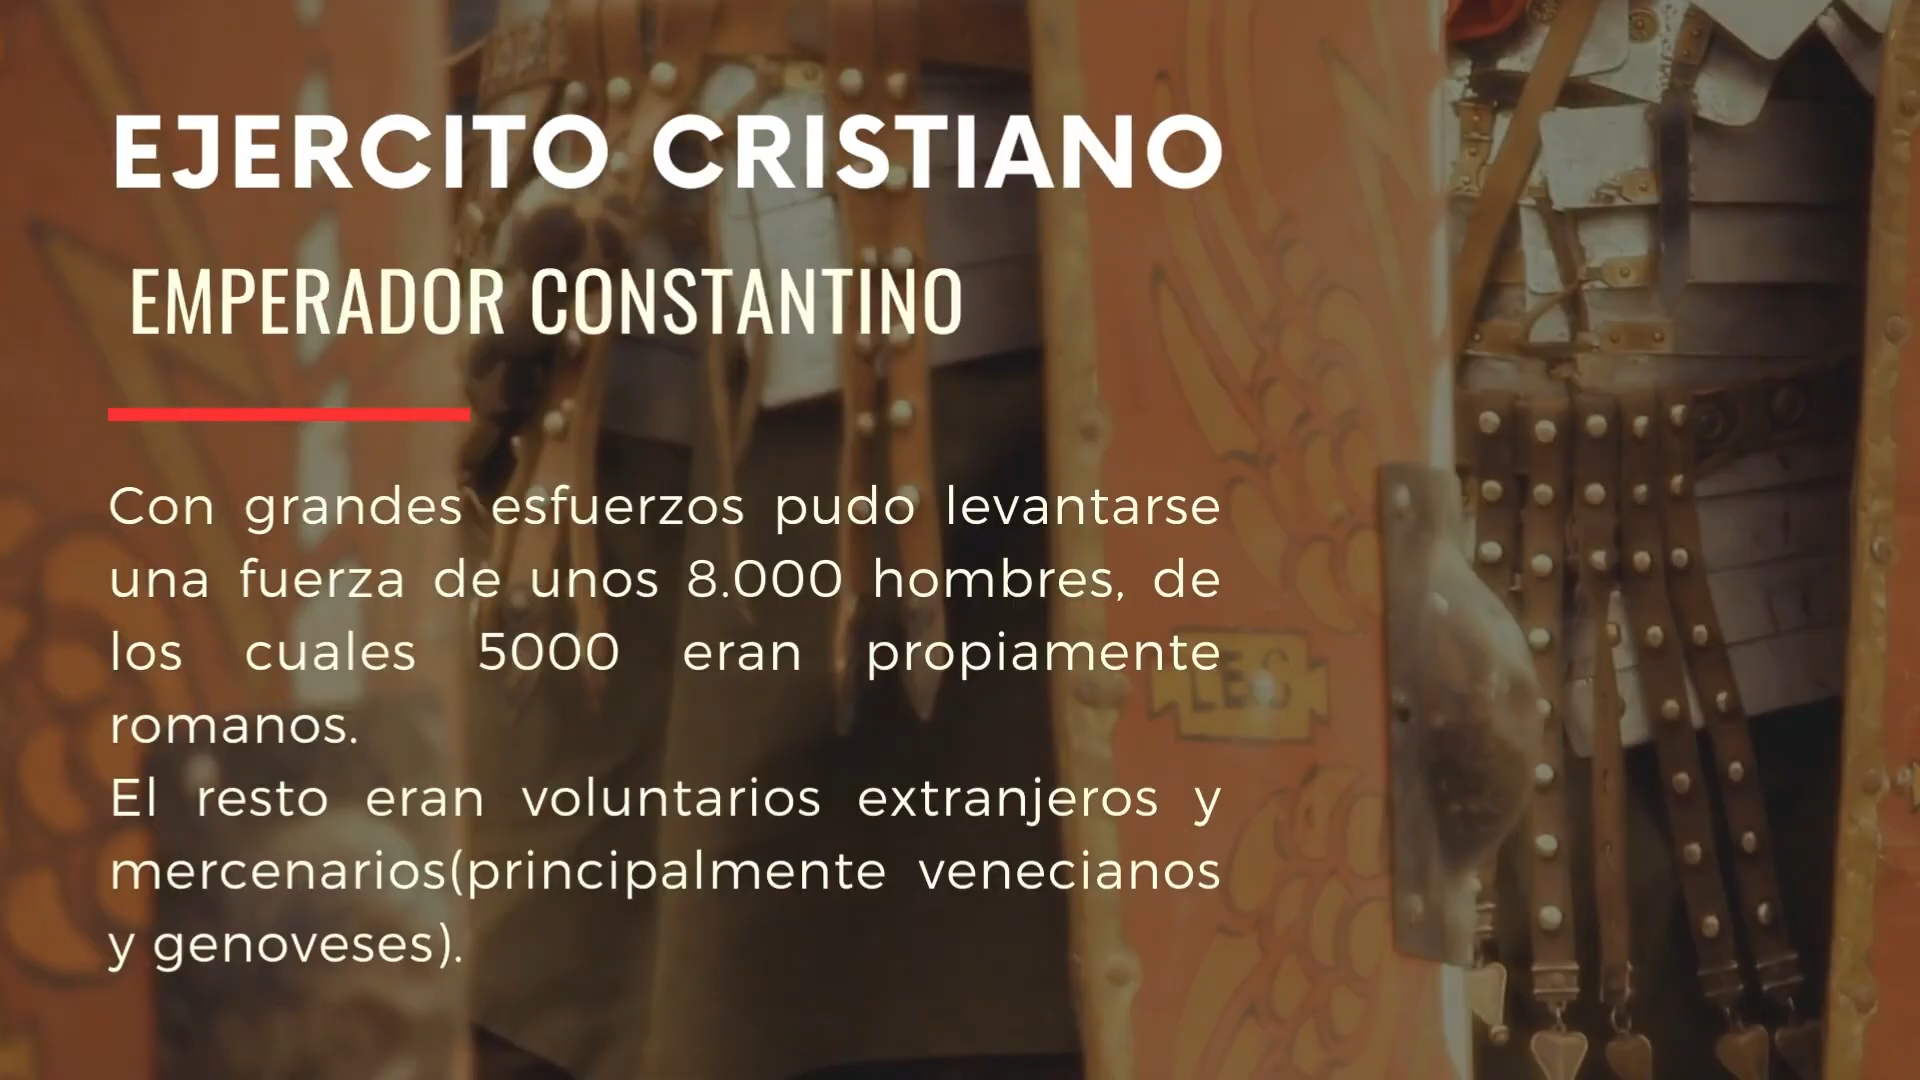 EJERCITO CRISTIANO
EMPERADOR CONSTANTINO
Con grandes esfuerzos pudo levantarse
una fuerza de unos 8.000 hombres, de
los cuales 5000 eran propiamente
romanos.
El resto eran voluntarios extranjeros y
mercenarios(principalmente venecianos
y genoveses).